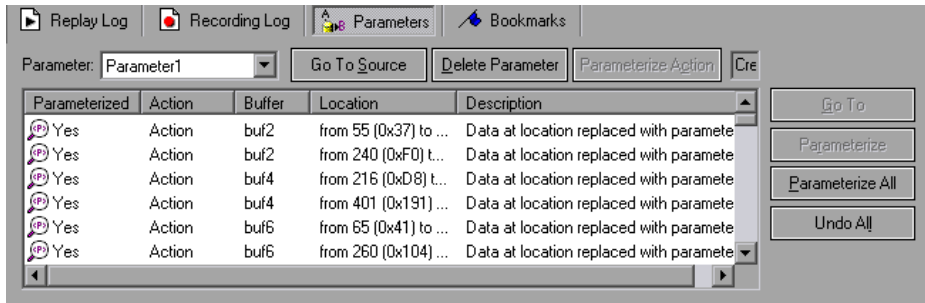 Replay Log Recording Log Parameters Bookmarks
Parameter: Parameter1 Go To Source Delete Parameter Parameterize Action Cre
Parameterized Action Buffer Location Description
Yes Action buf2 from 55 (0x37) to ... Data at location replaced with paramete
Yes Action buf2 from 240 (0xF0) t... Data at location replaced with paramete
Yes Action buf4 from 216 (0xD8) t... Data at location replaced with paramete
Yes Action buf4 from 401 (0x191) ... Data at location replaced with paramete
Yes Action buf6 from 65 (0x41) to ... Data at location replaced with paramete
Yes Action buf6 from 260 (0x104) ... Data at location replaced with paramete
Go To
Parameterize
Parameterize All
Undo All